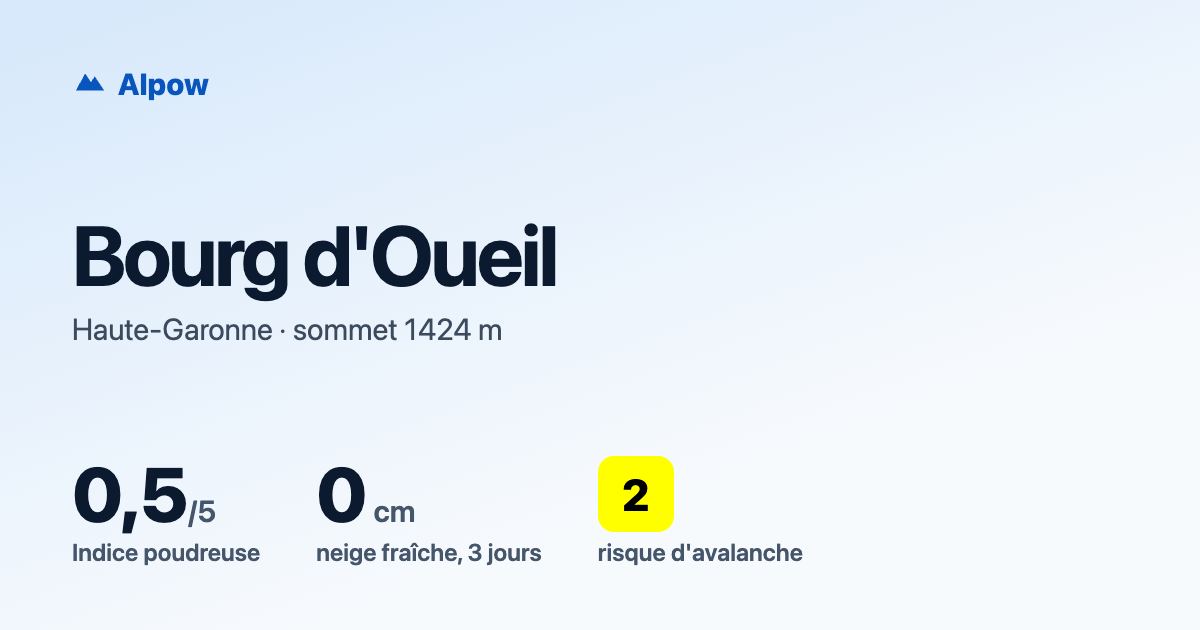 Alpow
Bourg d'Oueil
Haute-Garonne · sommet 1424 m
0,5/5
Indice poudreuse
0 cm
neige fraîche, 3 jours
2
risque d'avalanche